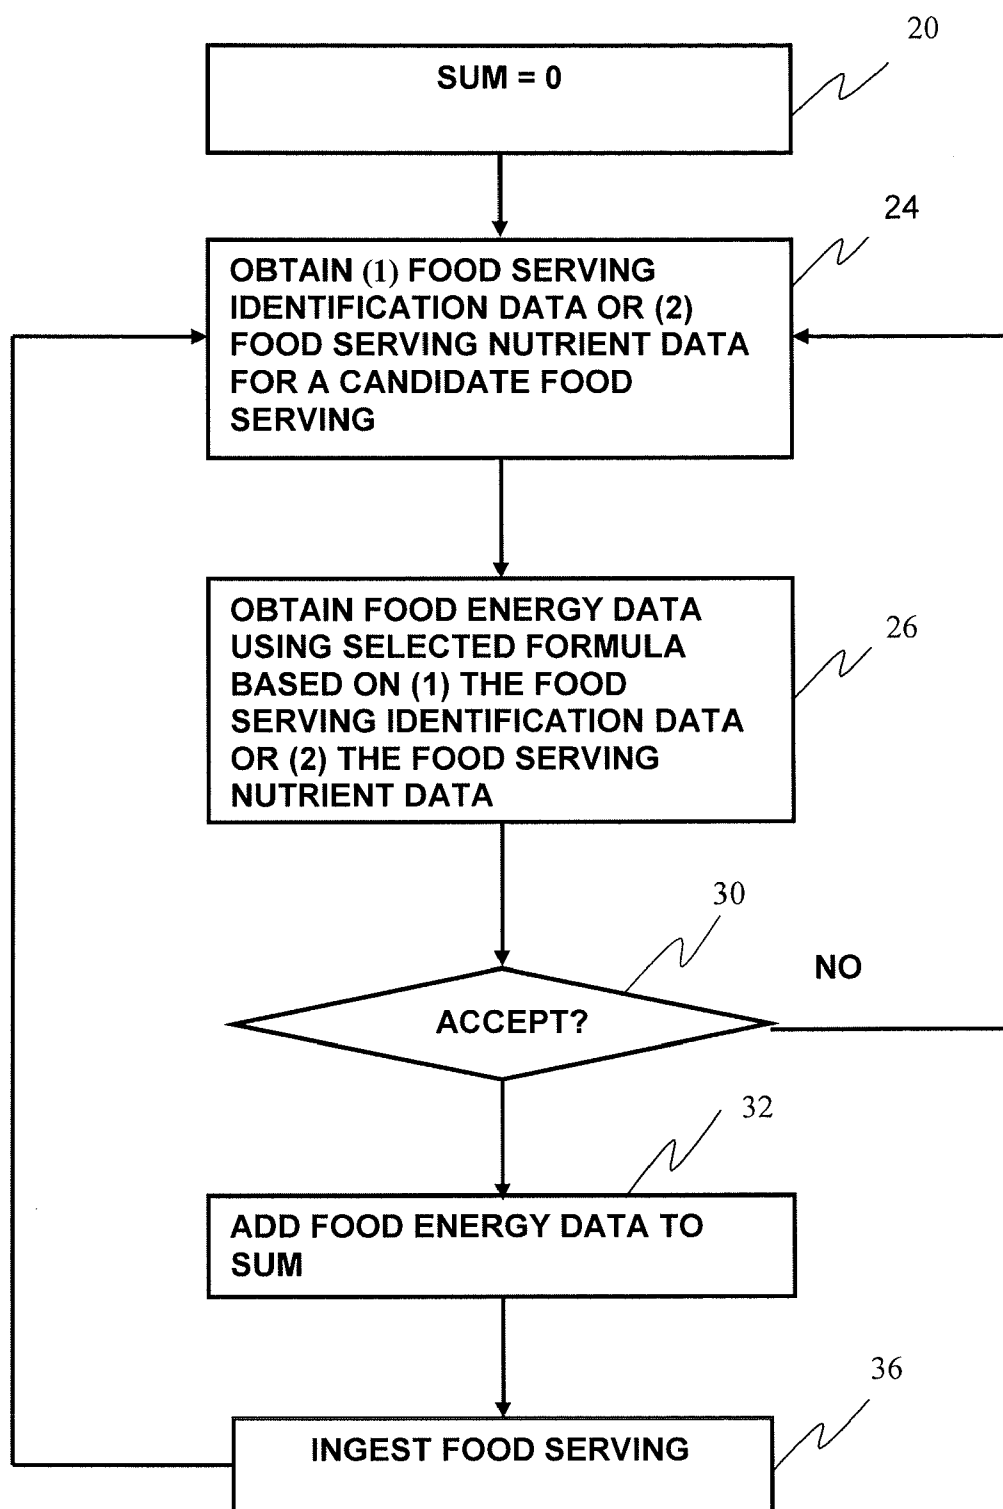 20
SUM = 0
24
OBTAIN (1) FOOD SERVING
IDENTIFICATION DATA OR (2)
FOOD SERVING NUTRIENT DATA
FOR A CANDIDATE FOOD
SERVING
OBTAIN FOOD ENERGY DATA
USING SELECTED FORMULA
BASED ON (1) THE FOOD
SERVING IDENTIFICATION DATA
OR (2) THE FOOD SERVING
NUTRIENT DATA
26
30
NO
ACCEPT?
32
ADD FOOD ENERGY DATA TO
SUM
36
INGEST FOOD SERVING